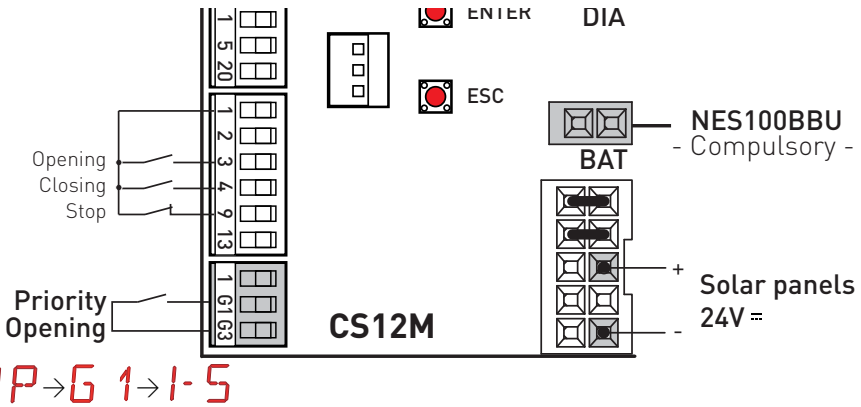 1
ENTER
DIA
5
20
ESC
1
NES100BBU
2
- Compulsory -
BAT
Opening
3
Closing
4
Stop
9
13
+
1
Solar panels
Priority
G1
24V
Opening
G3
CS12M
-
P→G 1→1-5